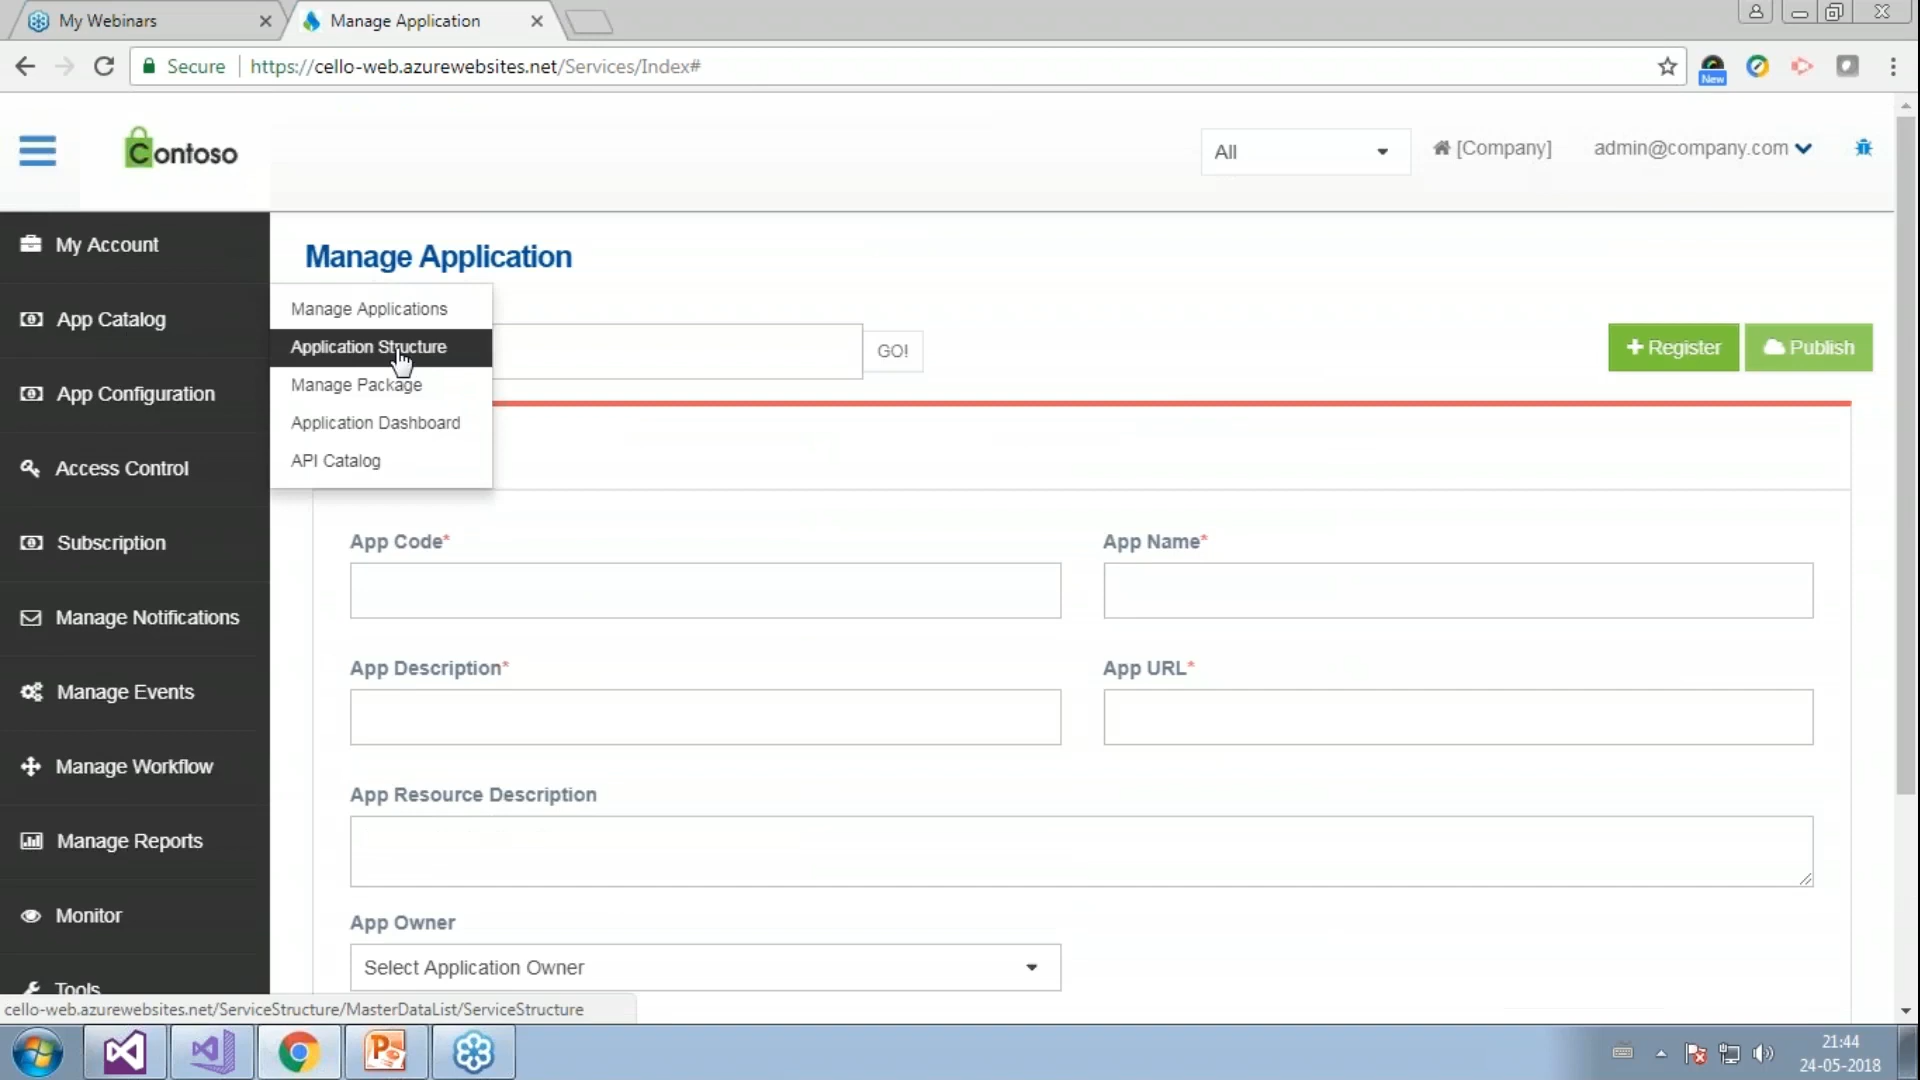 My Webinars
Manage Application
Secure
https://cello-web.azurewebsites.net/Services/Index#
New
Contoso
All
[Company]
admin@company.com
My Account
App Catalog
App Configuration
Access Control
Subscription
Manage Notifications
Manage Events
Manage Workflow
Manage Reports
Monitor
Tools
Manage Application
Manage Applications
Application Structure
Manage Package
Application Dashboard
API Catalog
GO!
Register
Publish
App Code*
App Name*
App Description*
App URL*
App Resource Description
App Owner
Select Application Owner
cello-web.azurewebsites.net/ServiceStructure/MasterDataList/ServiceStructure
21:44
24-05-2018